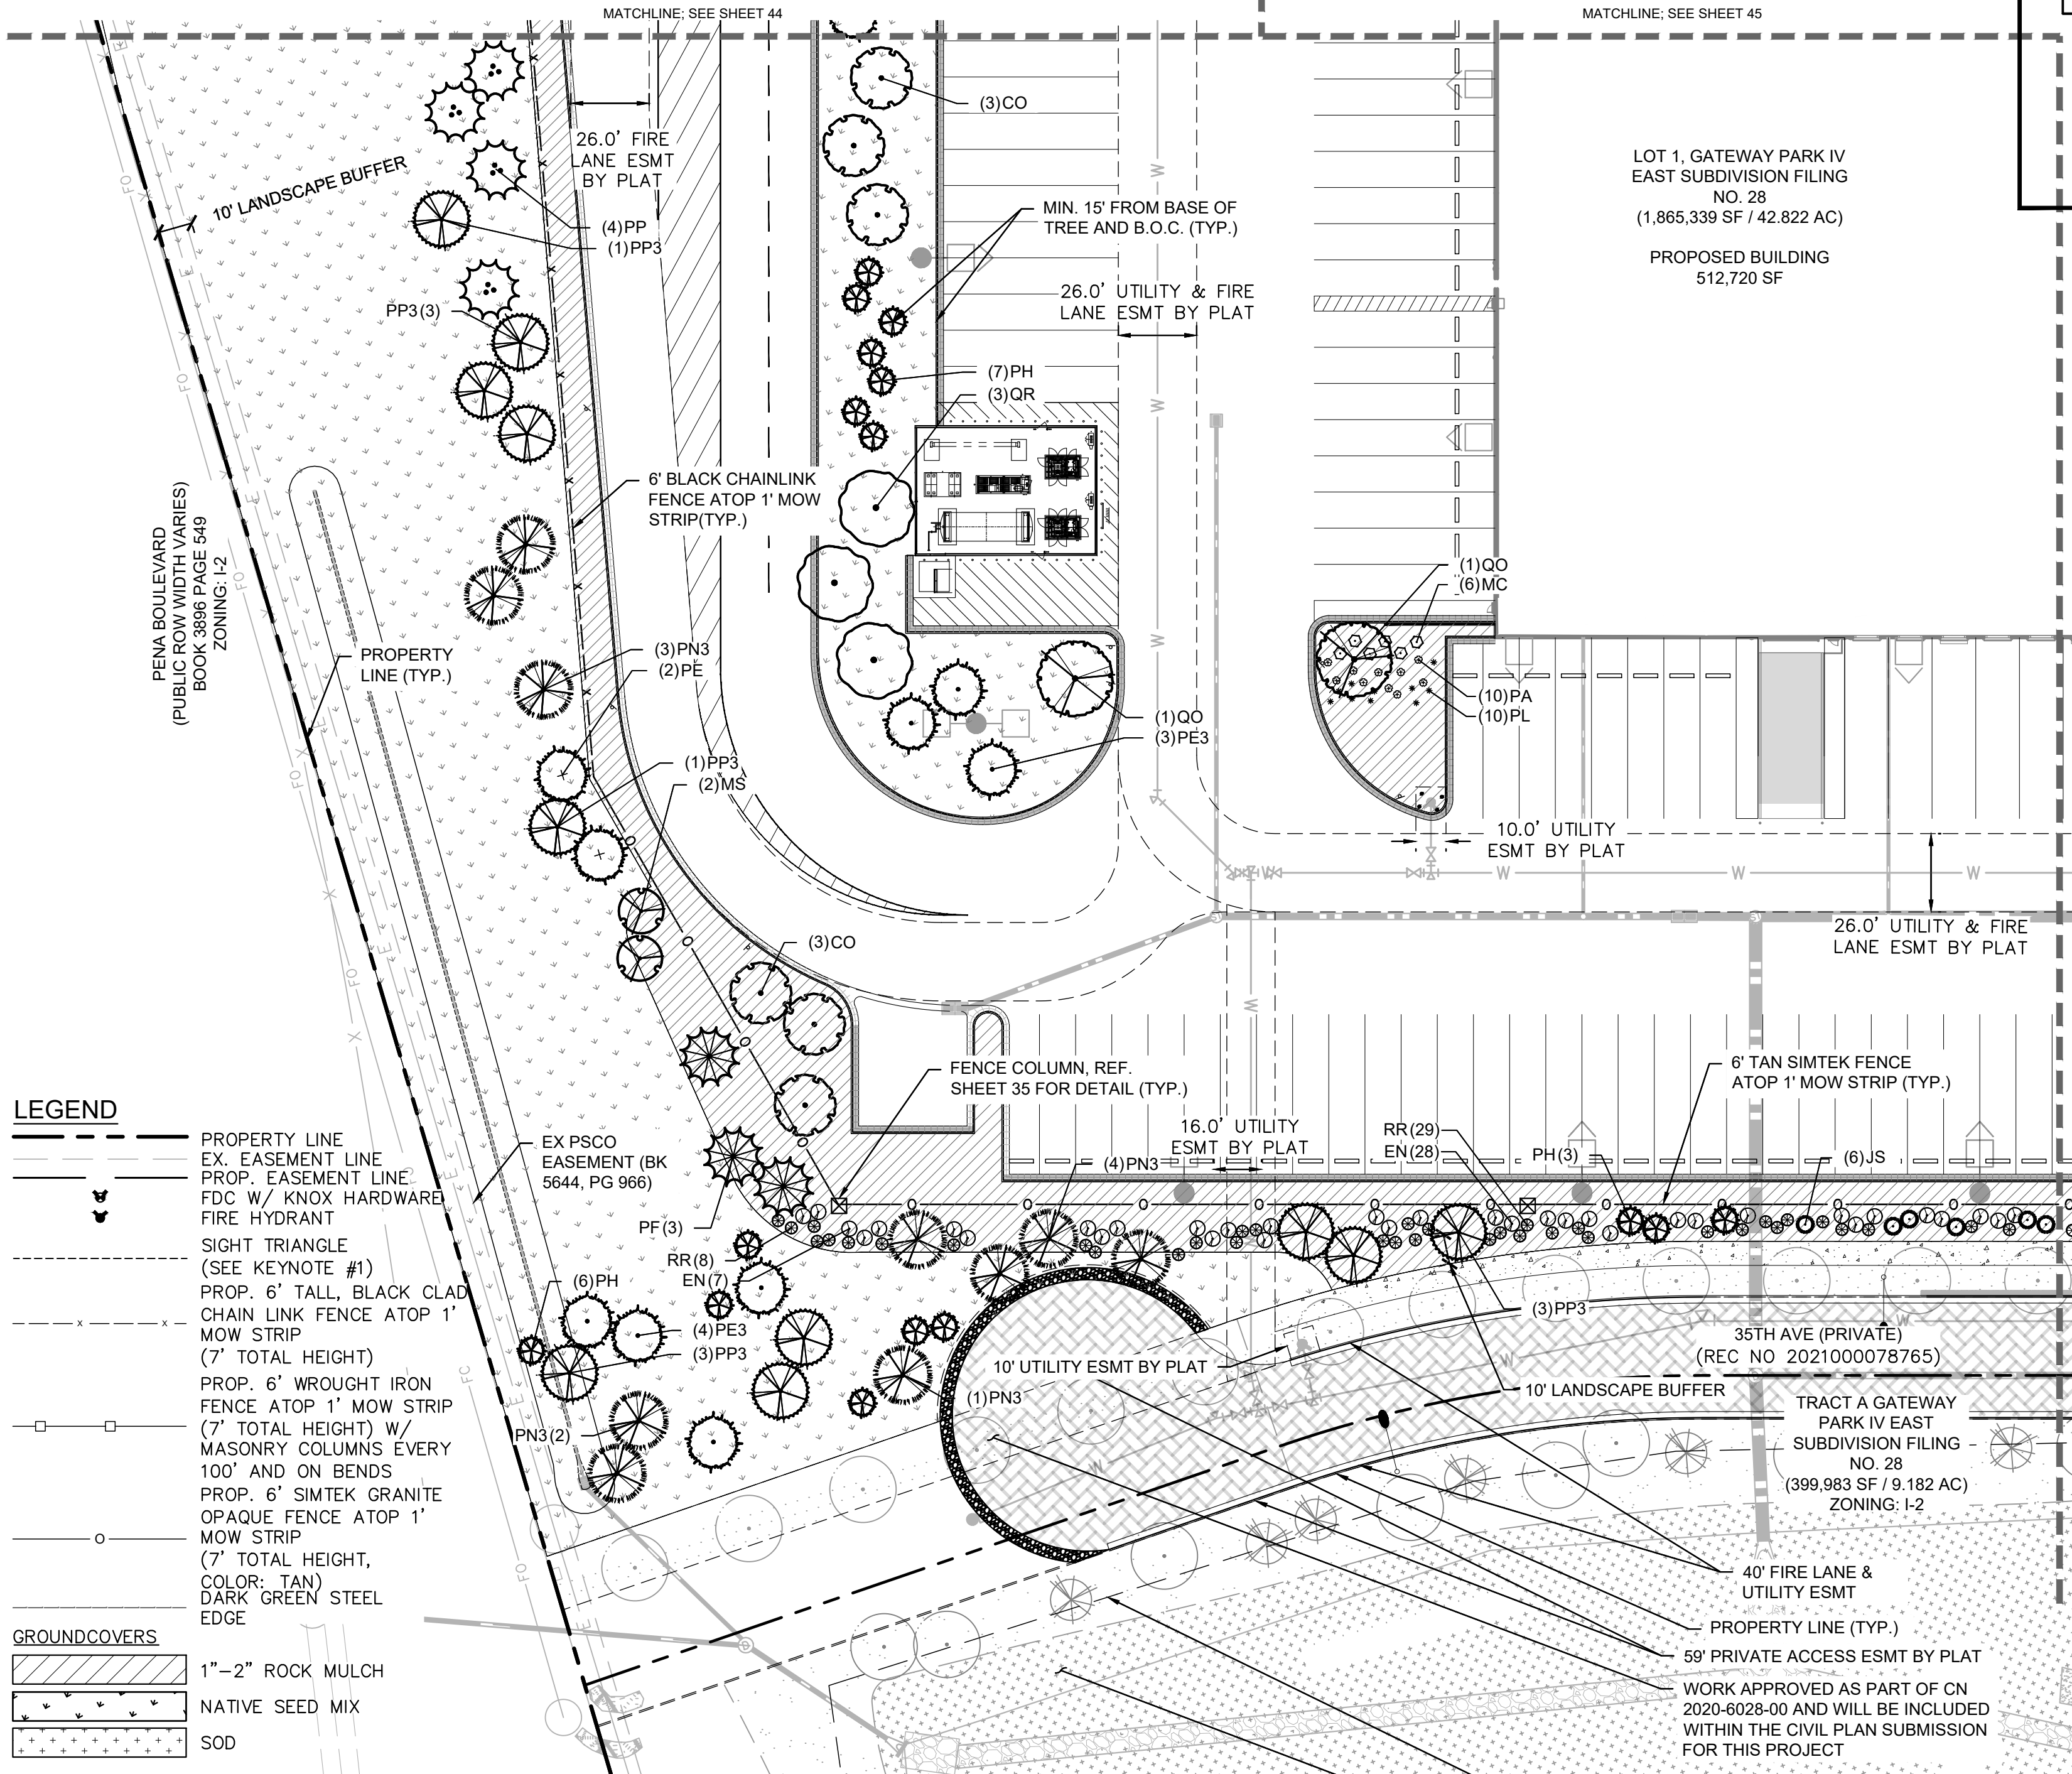 MATCHLINE; SEE SHEET 44
MATCHLINE; SEE SHEET 45
(3)CO
26.0' FIRE
LANE ESMT
BY PLAT
10' LANDSCAPE BUFFER
LOT 1, GATEWAY PARK IV
EAST SUBDIVISION FILING
NO. 28
(1,865,339 SF / 42.822 AC)
PROPOSED BUILDING
512,720 SF
MIN. 15' FROM BASE OF
TREE AND B.O.C. (TYP.)
(4)PP
(1)PP3
26.0' UTILITY & FIRE
LANE ESMT BY PLAT
PP3(3)
(7)PH
(3)QR
6' BLACK CHAINLINK
FENCE ATOP 1' MOW
STRIP(TYP.)
PENA BOULEVARD
(PUBLIC ROW WIDTH VARIES)
BOOK 3896 PAGE 549
ZONING: I-2
(1)QO
(6)MC
PROPERTY
LINE (TYP.)
(3)PN3
(2)PE
(10)PA
(10)PL
(1)QO
(3)PE3
(1)PP3
(2)MS
10.0' UTILITY
ESMT BY PLAT
26.0' UTILITY & FIRE
LANE ESMT BY PLAT
(3)CO
FENCE COLUMN, REF.
SHEET 35 FOR DETAIL (TYP.)
6' TAN SIMTEK FENCE
ATOP 1' MOW STRIP (TYP.)
16.0' UTILITY
ESMT BY PLAT
RR(29)
EN(28)
PH(3)
(6)JS
(4)PN3
EX PSCO
EASEMENT (BK
5644, PG 966)
PF(3)
RR(8)
EN(7)
(6)PH
(4)PE3
(3)PP3
(3)PP3
35TH AVE (PRIVATE)
(REC NO 2021000078765)
10' UTILITY ESMT BY PLAT
10' LANDSCAPE BUFFER
(1)PN3
PN3(2)
TRACT A GATEWAY
PARK IV EAST
SUBDIVISION FILING
NO. 28
(399,983 SF / 9.182 AC)
ZONING: I-2
40' FIRE LANE &
UTILITY ESMT
PROPERTY LINE (TYP.)
59' PRIVATE ACCESS ESMT BY PLAT
WORK APPROVED AS PART OF CN
2020-6028-00 AND WILL BE INCLUDED
WITHIN THE CIVIL PLAN SUBMISSION
FOR THIS PROJECT
LEGEND
PROPERTY LINE
EX. EASEMENT LINE
PROP. EASEMENT LINE
FDC W/ KNOX HARDWARE
FIRE HYDRANT
SIGHT TRIANGLE
(SEE KEYNOTE #1)
PROP. 6' TALL, BLACK CLAD
CHAIN LINK FENCE ATOP 1'
MOW STRIP
(7' TOTAL HEIGHT)
PROP. 6' WROUGHT IRON
FENCE ATOP 1' MOW STRIP
(7' TOTAL HEIGHT) W/
MASONRY COLUMNS EVERY
100' AND ON BENDS
PROP. 6' SIMTEK GRANITE
OPAQUE FENCE ATOP 1'
MOW STRIP
(7' TOTAL HEIGHT,
COLOR: TAN)
DARK GREEN STEEL
EDGE
GROUNDCOVERS
1"-2" ROCK MULCH
NATIVE SEED MIX
SOD